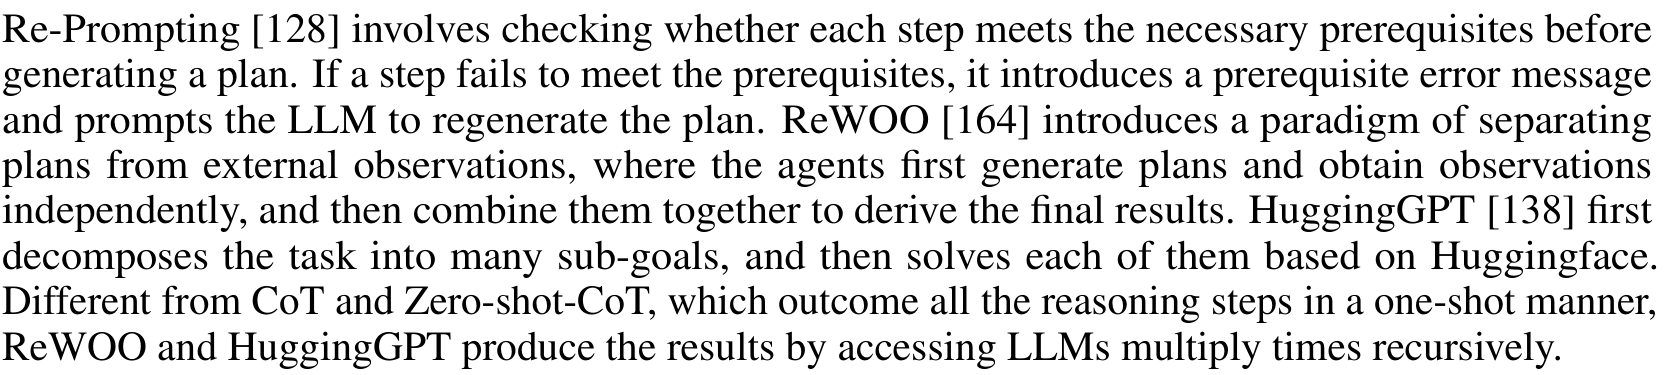 Re-Prompting [128] involves checking whether each step meets the necessary prerequisites before
generating a plan. If a step fails to meet the prerequisites, it introduces a prerequisite error message
and prompts the LLM to regenerate the plan. ReWOO [164] introduces a paradigm of separating
plans from external observations, where the agents first generate plans and obtain observations
independently, and then combine them together to derive the final results. HuggingGPT [138] first
decomposes the task into many sub-goals, and then solves each of them based on Huggingface.
Different from CoT and Zero-shot-CoT, which outcome all the reasoning steps in a one-shot manner,
ReWOO and HuggingGPT produce the results by accessing LLMs multiply times recursively.